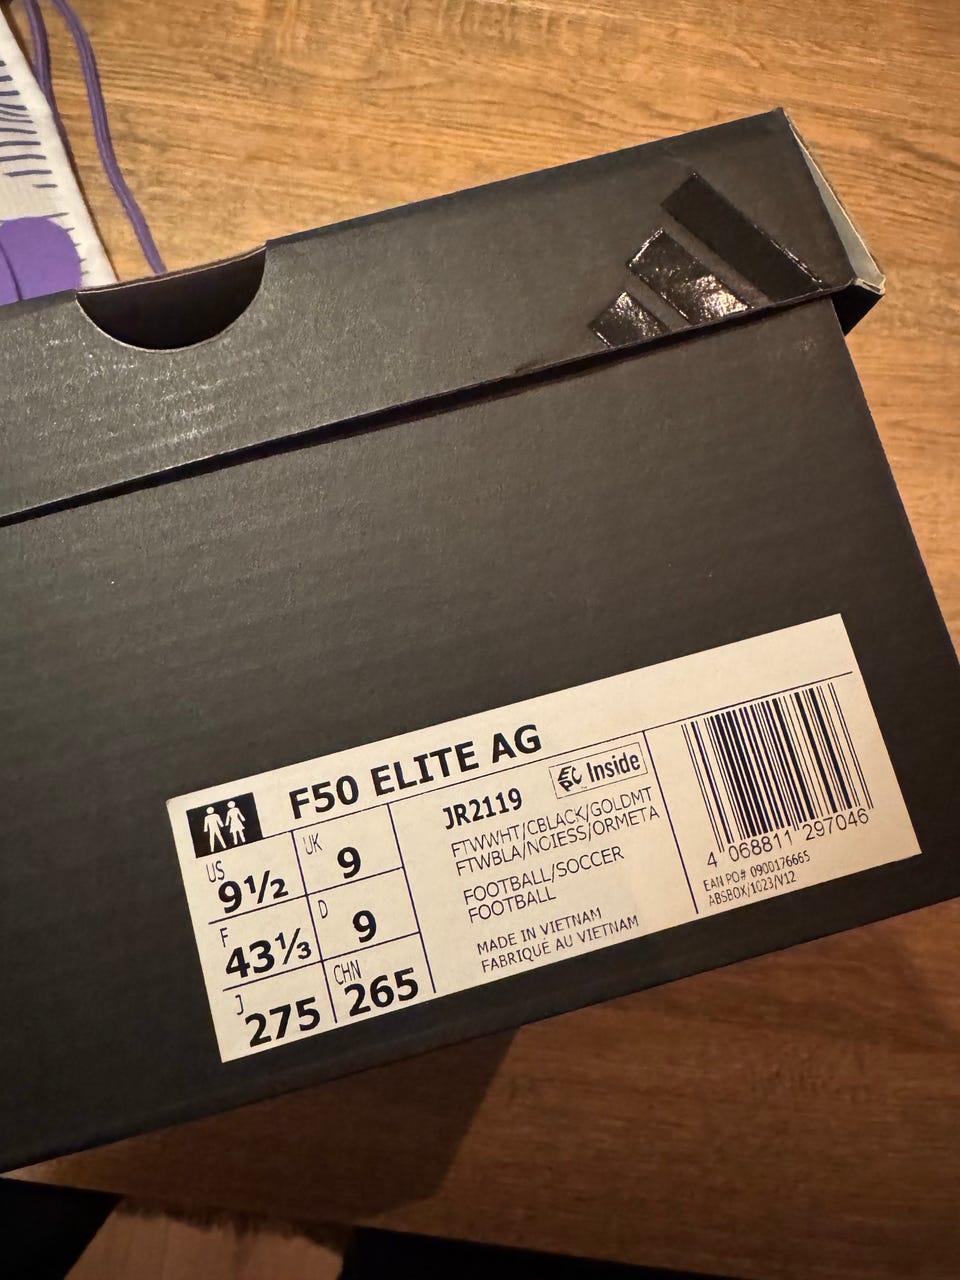 F50 ELITE AG
US
9½
UK
9
F
43⅓
D
9
J
275
CHN
265
JR2119
EPC Inside
FTWWHT/CBLACK/GOLDMT
FTWBLA/NOIESS/ORMETA
FOOTBALL/SOCCER
FOOTBALL
MADE IN VIETNAM
FABRIQUÉ AU VIETNAM
4 068811 297046
EAN PO# 0900176665
ABSBOX/1023/V12